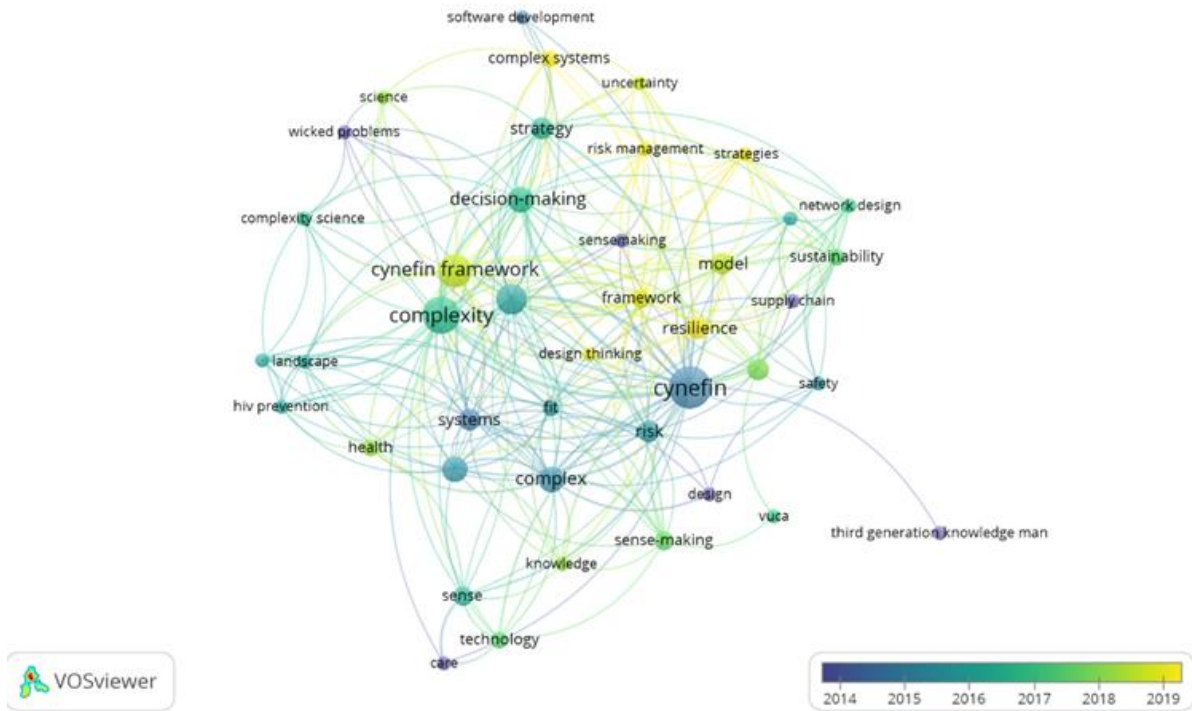 software development
complex systems
uncertainty
science
wicked problems
strategy
risk management
strategies
decision-making
complexity science
network design
sensemaking
sustainability
cynefin framework
model
framework
supply chain
complexity
resilience
design thinking
landscape
cynefin
safety
hiv prevention
fit
systems
risk
health
complex
design
vuca
third generation knowledge man
sense-making
knowledge
sense
technology
care
VOSviewer
2014 2015 2016 2017 2018 2019